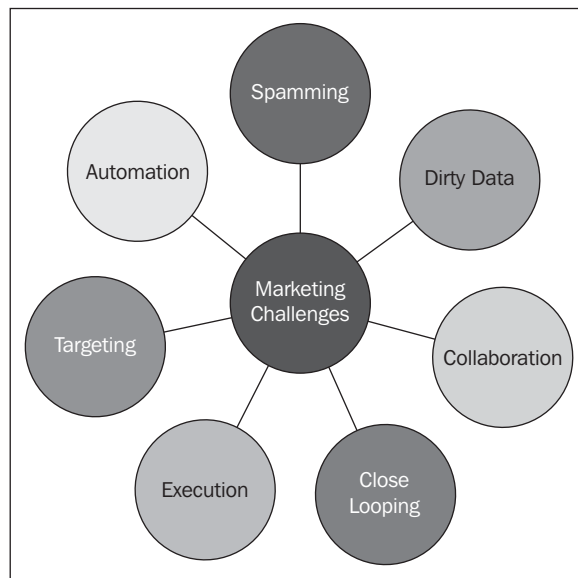 Spamming
Automation
Dirty Data
Marketing
Challenges
Targeting
Collaboration
Execution
Close
Looping